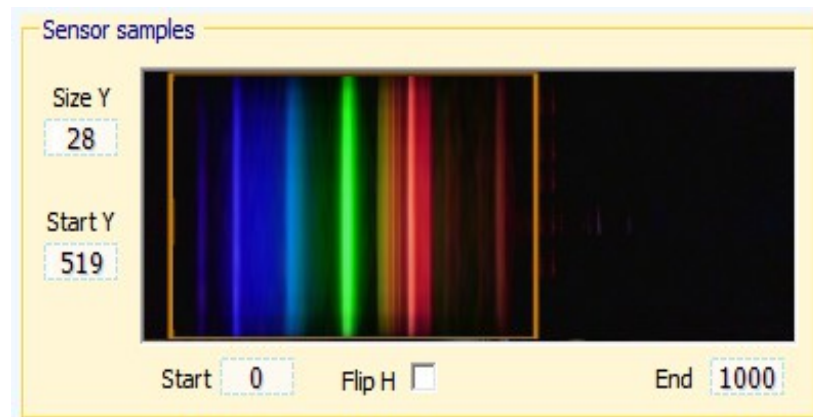 Sensor samples
Size Y
28
Start Y
519
Start 0 Flip H End 1000